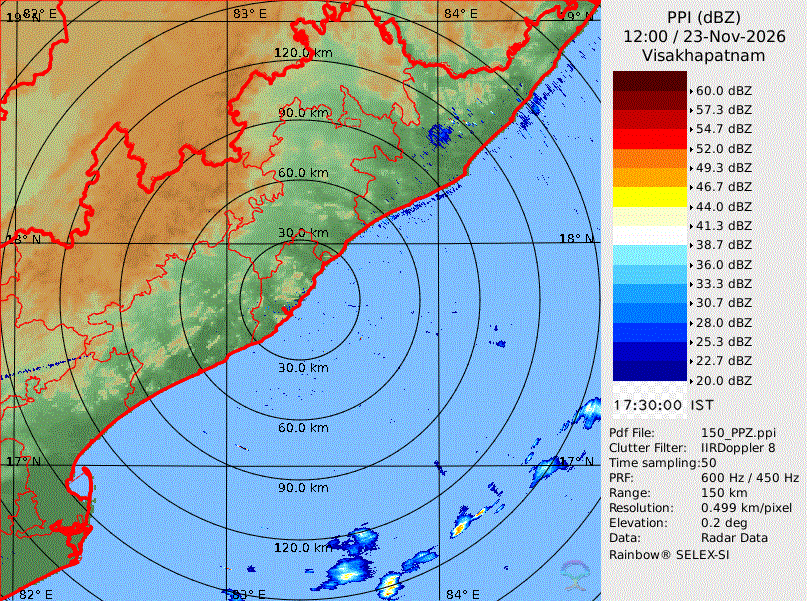 82° E
83° E
84° E
19° N
19° N
120.0 km
90.0 km
60.0 km
30.0 km
18° N
18° N
30.0 km
60.0 km
17° N
17° N
90.0 km
120.0 km
82° E
83° E
84° E
PPI (dBZ)
12:00 / 23-Nov-2026
Visakhapatnam
60.0 dBZ
57.3 dBZ
54.7 dBZ
52.0 dBZ
49.3 dBZ
46.7 dBZ
44.0 dBZ
41.3 dBZ
38.7 dBZ
36.0 dBZ
33.3 dBZ
30.7 dBZ
28.0 dBZ
25.3 dBZ
22.7 dBZ
20.0 dBZ
17:30:00 IST
Pdf File: 150_PPZ.ppi
Clutter Filter: IIRDoppler 8
Time sampling:50
PRF: 600 Hz / 450 Hz
Range: 150 km
Resolution: 0.499 km/pixel
Elevation: 0.2 deg
Data: Radar Data
Rainbow® SELEX-SI